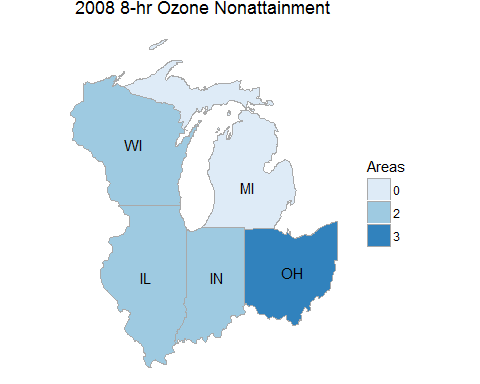 2008 8-hr Ozone Nonattainment
WI
MI
IL
IN
OH
Areas
0
2
3